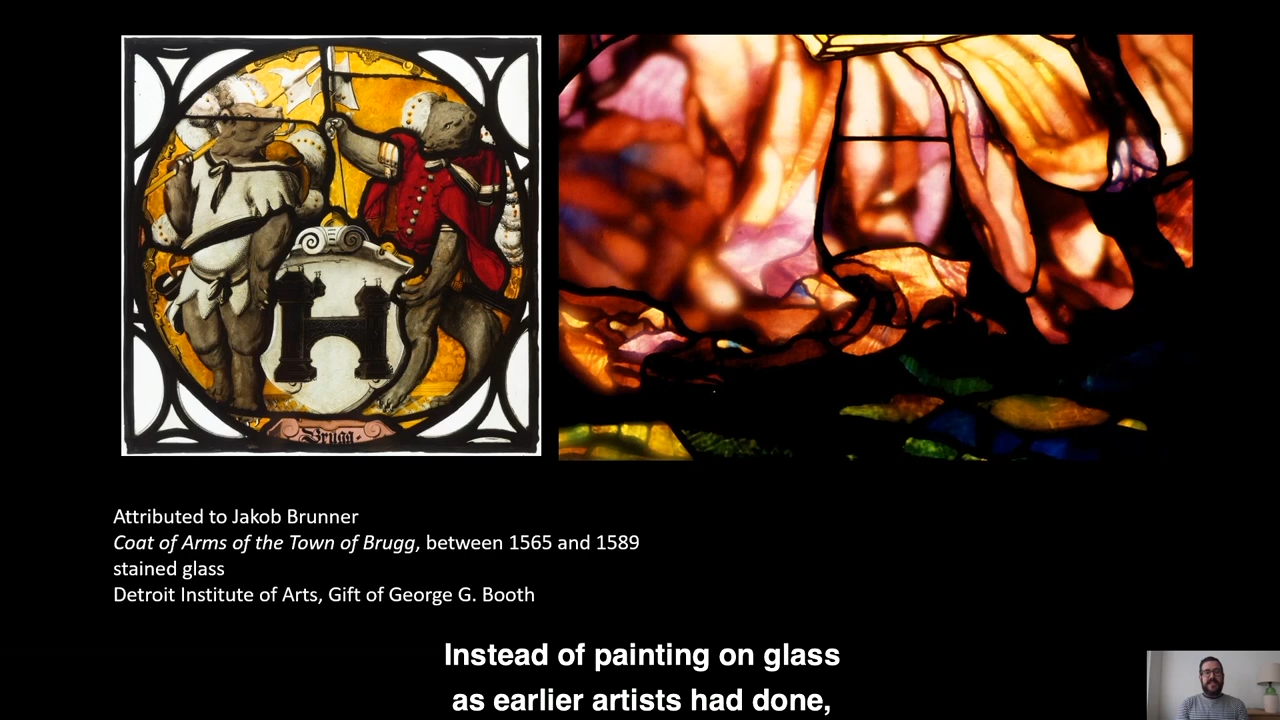 Brugg
Attributed to Jakob Brunner
Coat of Arms of the Town of Brugg, between 1565 and 1589
stained glass
Detroit Institute of Arts, Gift of George G. Booth
Instead of painting on glass
as earlier artists had done,